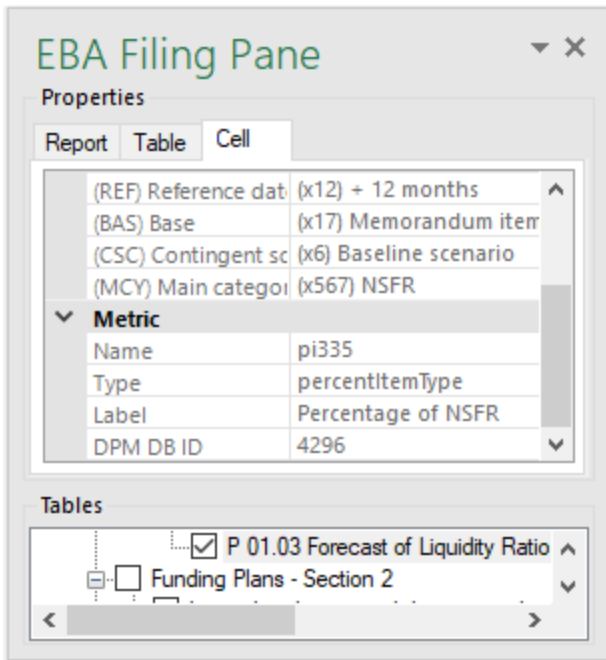 EBA Filing Pane
Properties
Report Table Cell
(REF) Reference dat (x12) + 12 months
(BAS) Base (x17) Memorandum item
(CSC) Contingent sc (x6) Baseline scenario
(MCY) Main categor (x567) NSFR
Metric
Name pi335
Type percentItemType
Label Percentage of NSFR
DPM DB ID 4296
Tables
P 01.03 Forecast of Liquidity Ratio
Funding Plans - Section 2